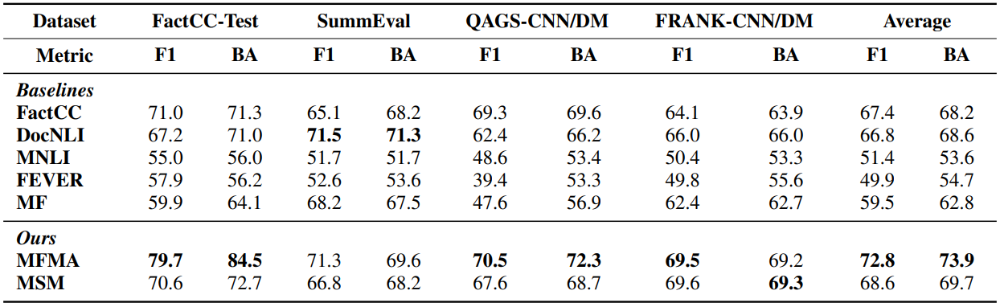 Dataset FactCC-Test SummEval QAGS-CNN/DM FRANK-CNN/DM Average
Metric F1 BA F1 BA F1 BA F1 BA F1 BA
Baselines
FactCC 71.0 71.3 65.1 68.2 69.3 69.6 64.1 63.9 67.4 68.2
DocNLI 67.2 71.0 71.5 71.3 62.4 66.2 66.0 66.0 66.8 68.6
MNLI 55.0 56.0 51.7 51.7 48.6 53.4 50.4 53.3 51.4 53.6
FEVER 57.9 56.2 52.6 53.6 39.4 53.3 49.8 55.6 49.9 54.7
MF 59.9 64.1 68.2 67.5 47.6 56.9 62.4 62.7 59.5 62.8
Ours
MFMA 79.7 84.5 71.3 69.6 70.5 72.3 69.5 69.2 72.8 73.9
MSM 70.6 72.7 66.8 68.2 67.6 68.7 69.6 69.3 68.6 69.7